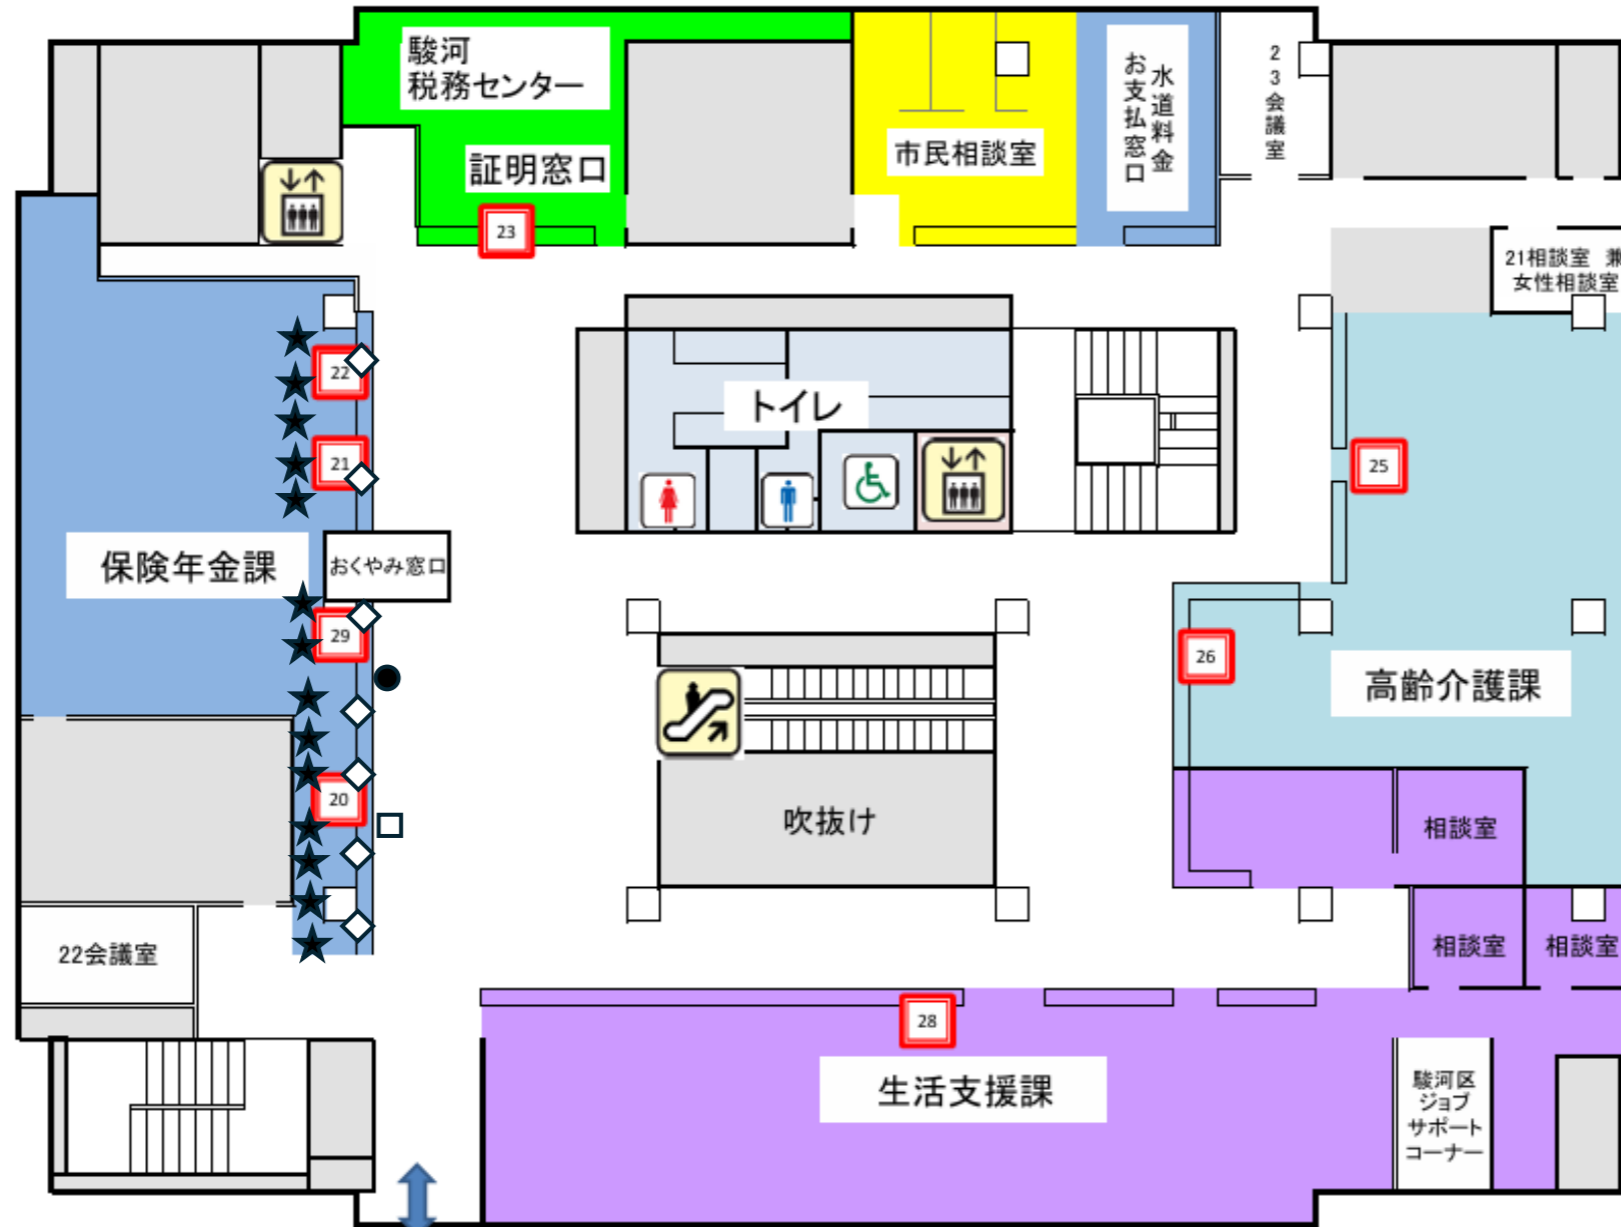 駿河
税務センター
証明窓口
23
市民相談室
水道料金
お支払窓口
23会議室
21相談室 兼
女性相談室
22
21
トイレ
25
保険年金課
おくやみ窓口
29
26
高齢介護課
20
吹抜け
相談室
22会議室
相談室
相談室
28
生活支援課
駿河区
ジョブ
サポート
コーナー